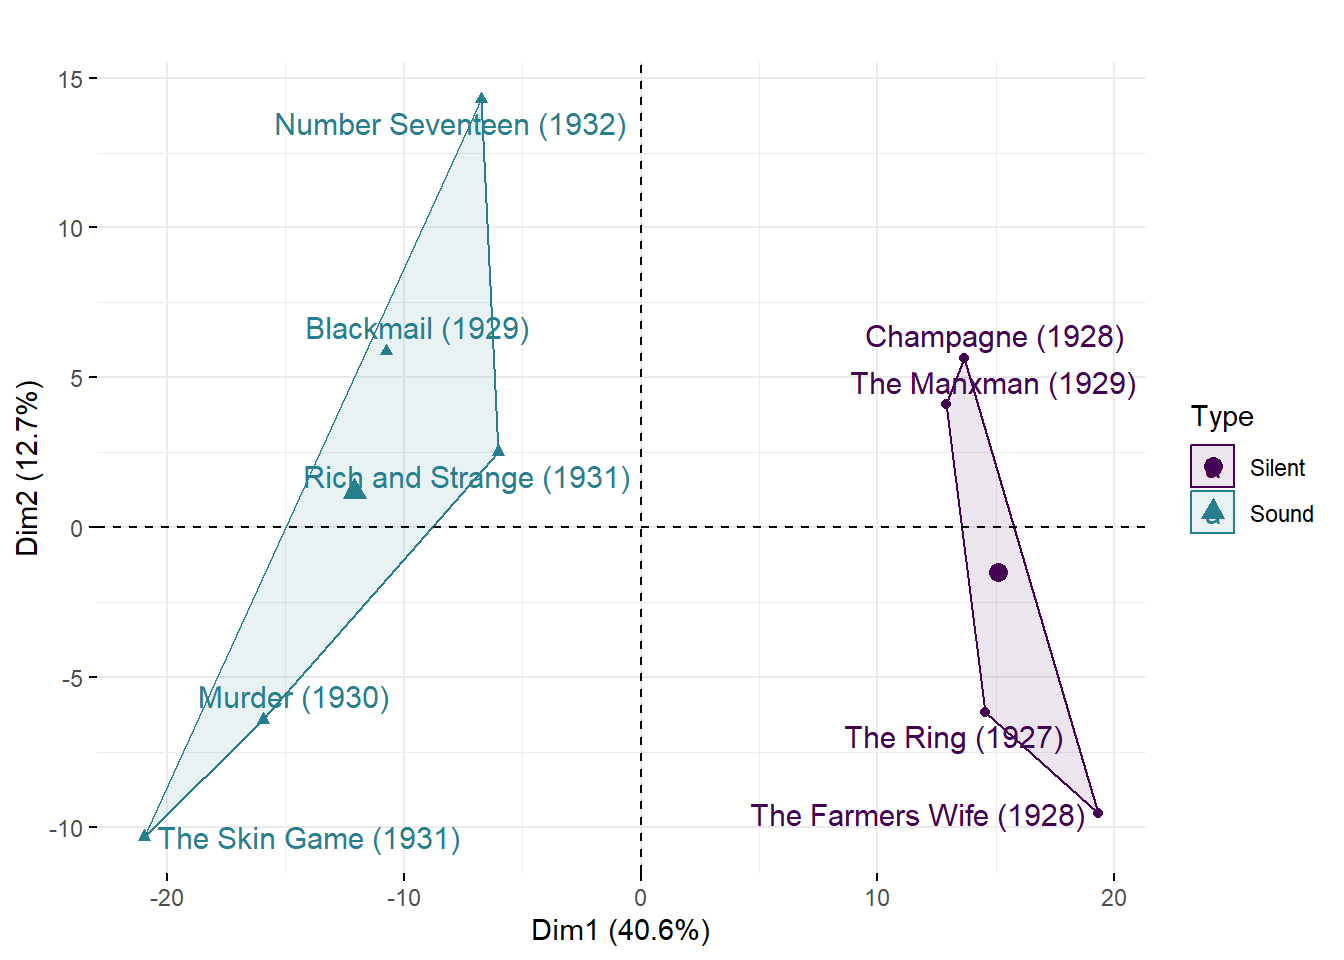 15
Number Seventeen (1932)
10
Blackmail (1929)
Champagne (1928)
5
The Manxman (1929)
Type
Silent
a
Sound
a
Rich and Strange (1931)
Dim2 (12.7%)
0
-5
Murder (1930)
The Ring (1927)
The Farmers Wife (1928)
-10
The Skin Game (1931)
-20
-10
0
10
20
Dim1 (40.6%)